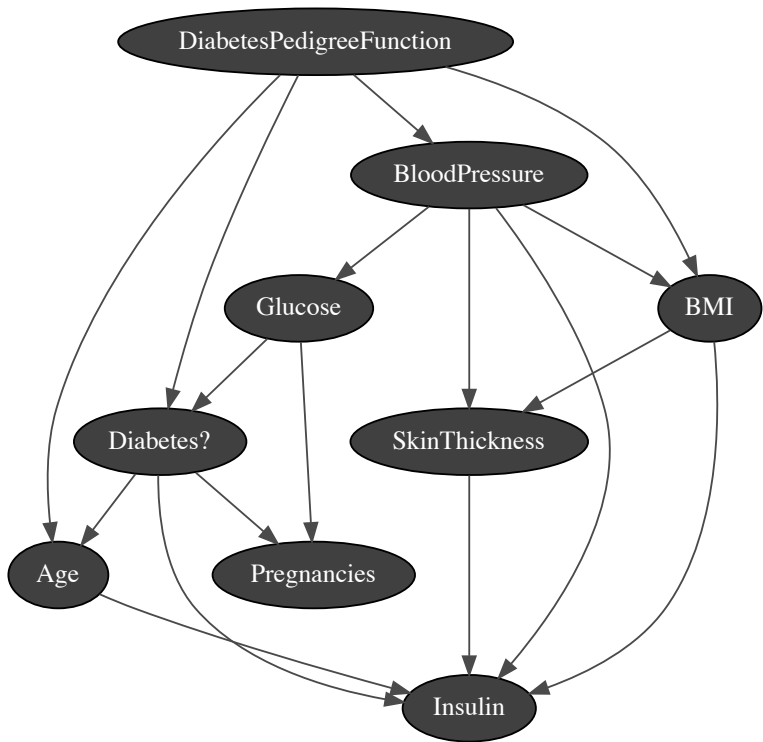 DiabetesPedigreeFunction
BloodPressure
Glucose
BMI
Diabetes?
SkinThickness
Age
Pregnancies
Insulin